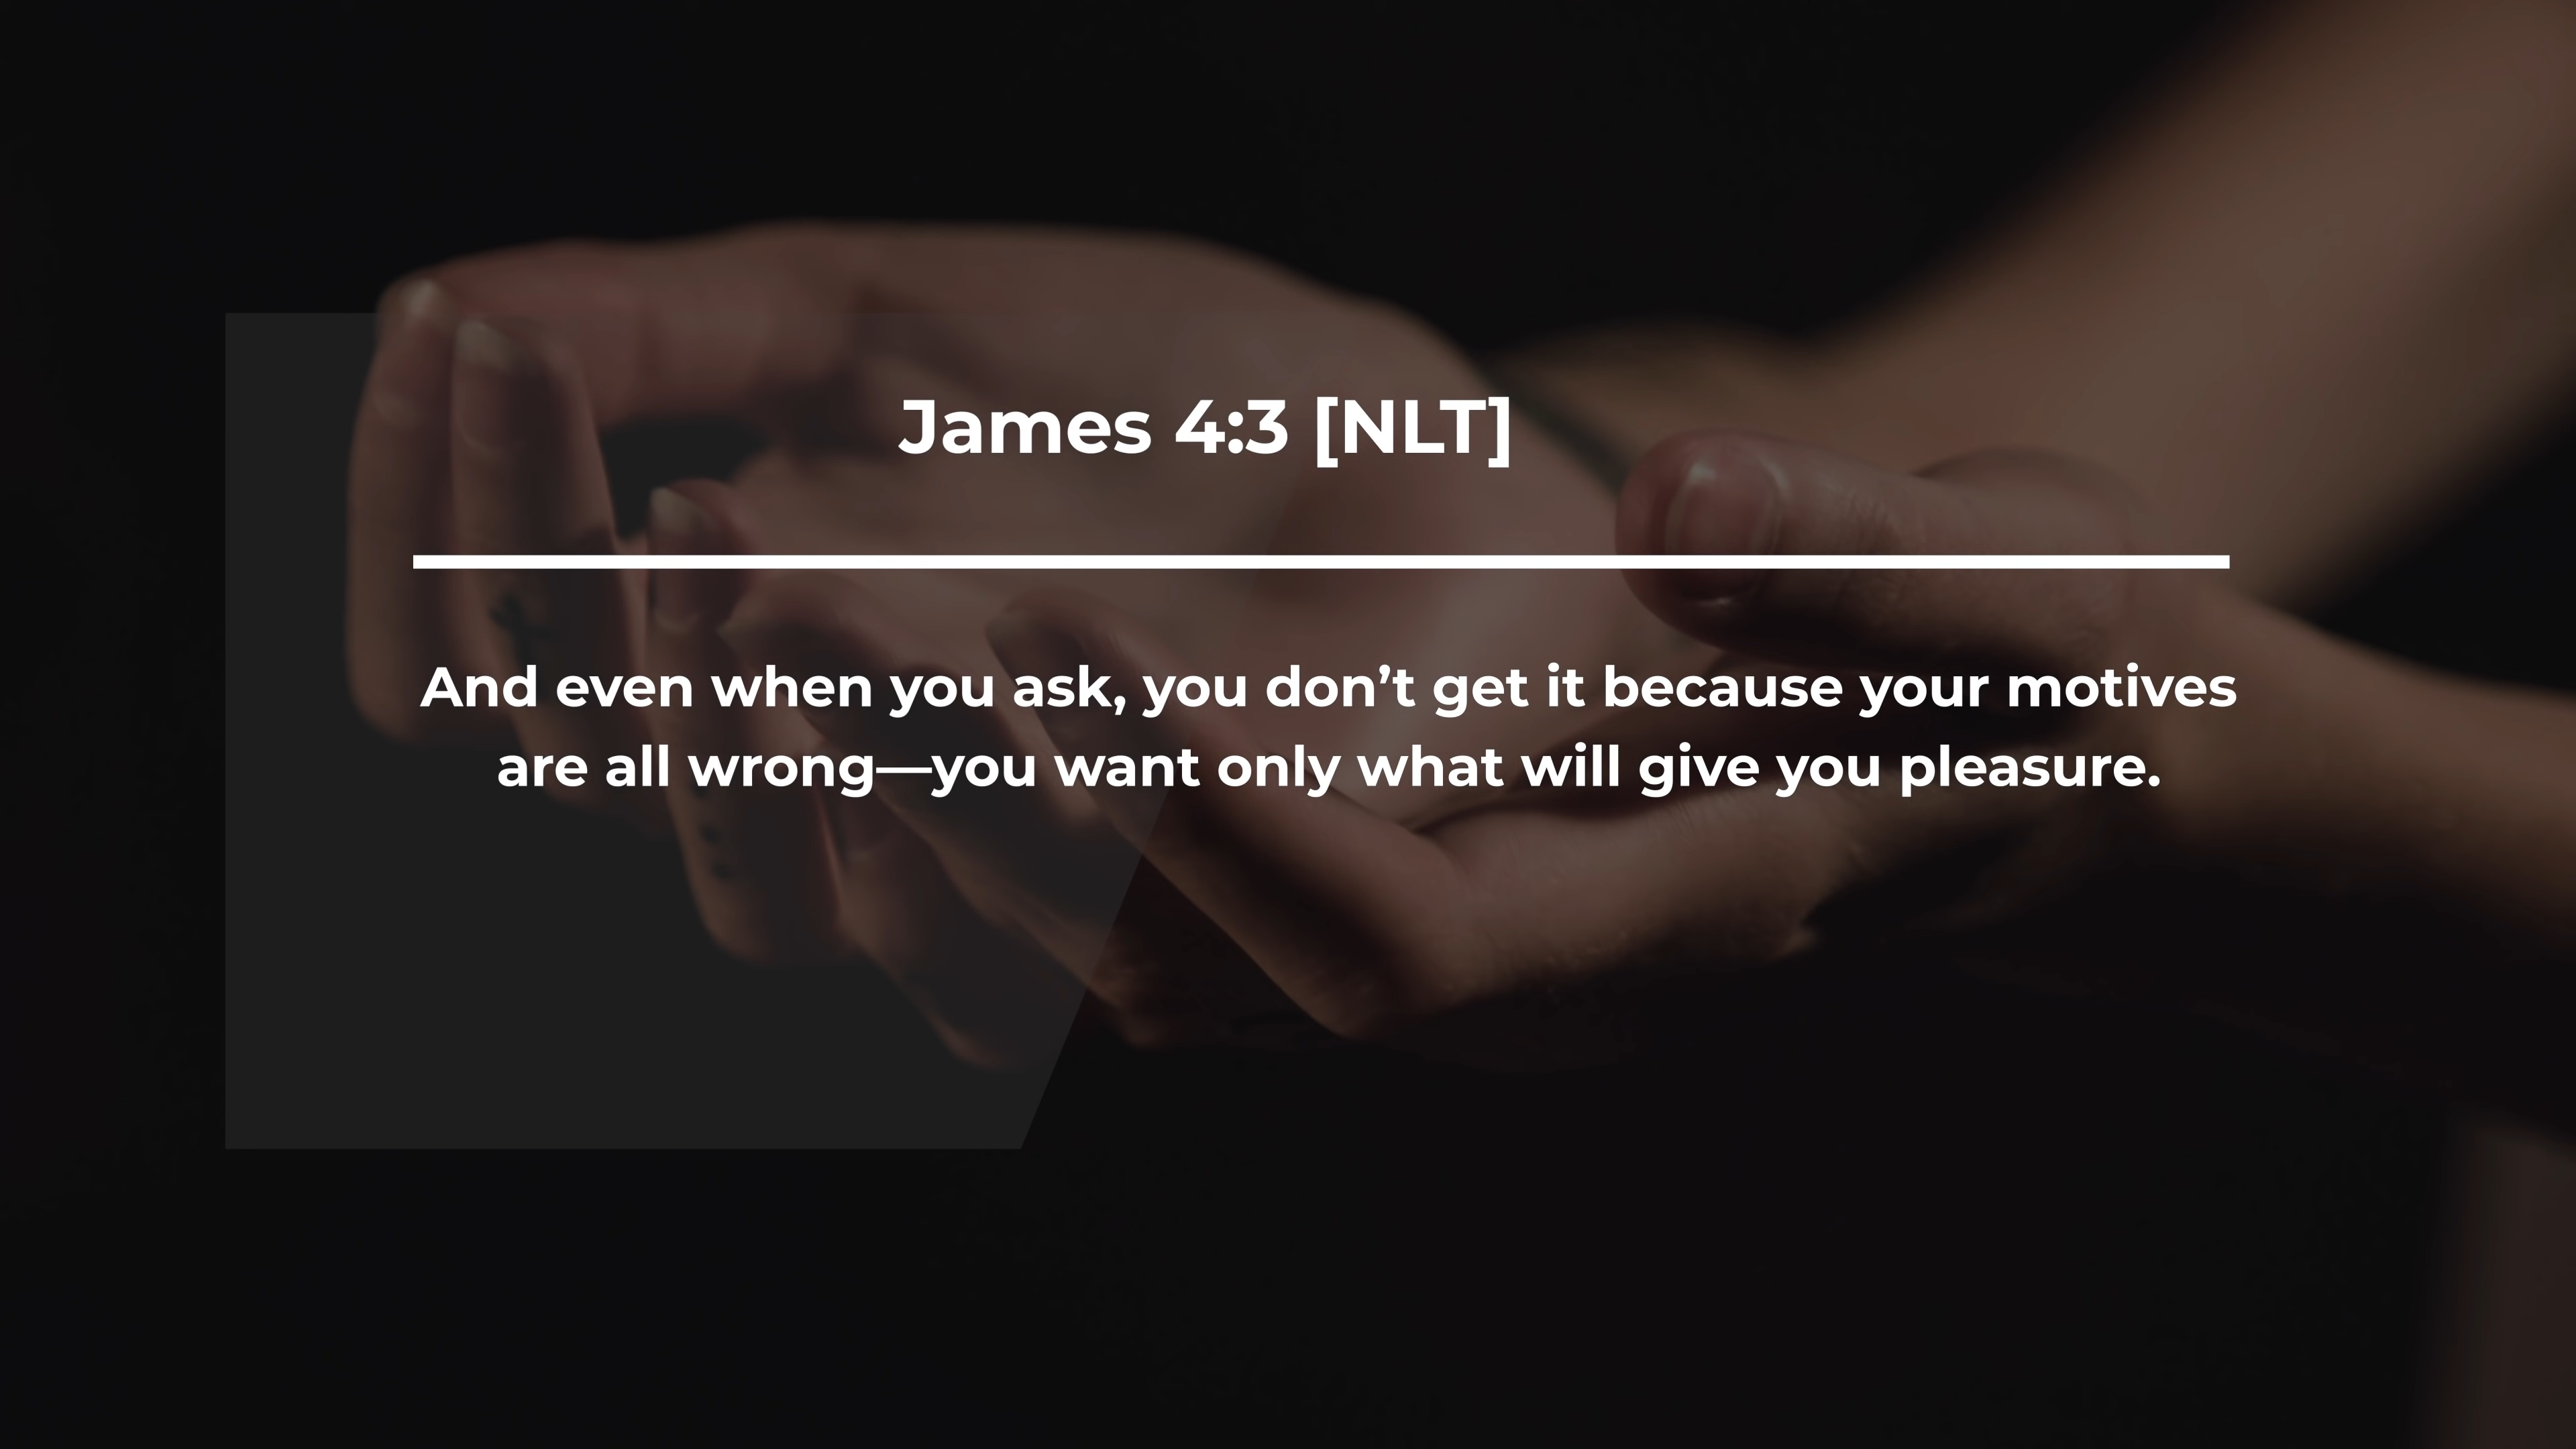 James 4:3 [NLT]
And even when you ask, you don’t get it because your motives
are all wrong—you want only what will give you pleasure.